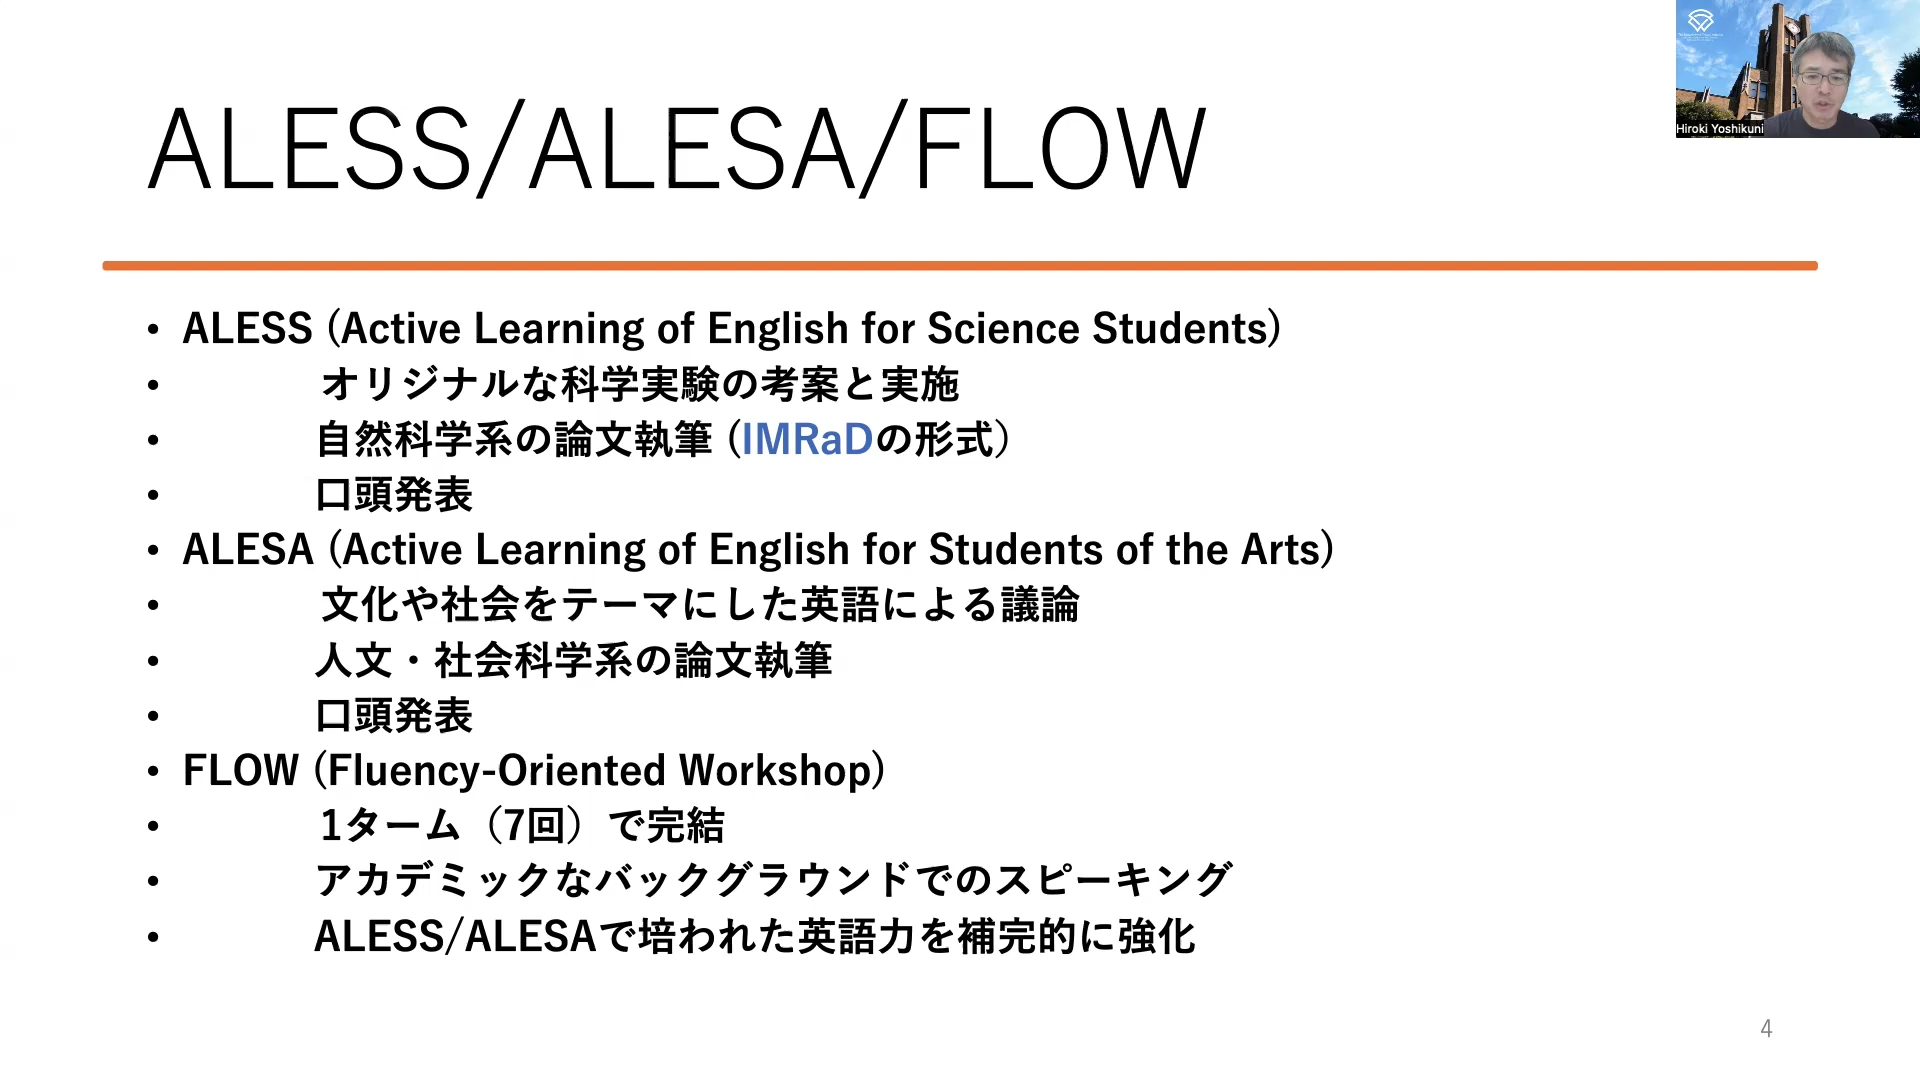 ALESS/ALESA/FLOW
Hiroki Yoshikuni
• ALESS (Active Learning of English for Science Students)
• オリジナルな科学実験の考案と実施
• 自然科学系の論文執筆 (IMRaDの形式）
• 口頭発表
• ALESA (Active Learning of English for Students of the Arts)
• 文化や社会をテーマにした英語による議論
• 人文・社会科学系の論文執筆
• 口頭発表
• FLOW (Fluency-Oriented Workshop)
• 1ターム（7回）で完結
• アカデミックなバックグラウンドでのスピーキング
• ALESS/ALESAで培われた英語力を補完的に強化
4